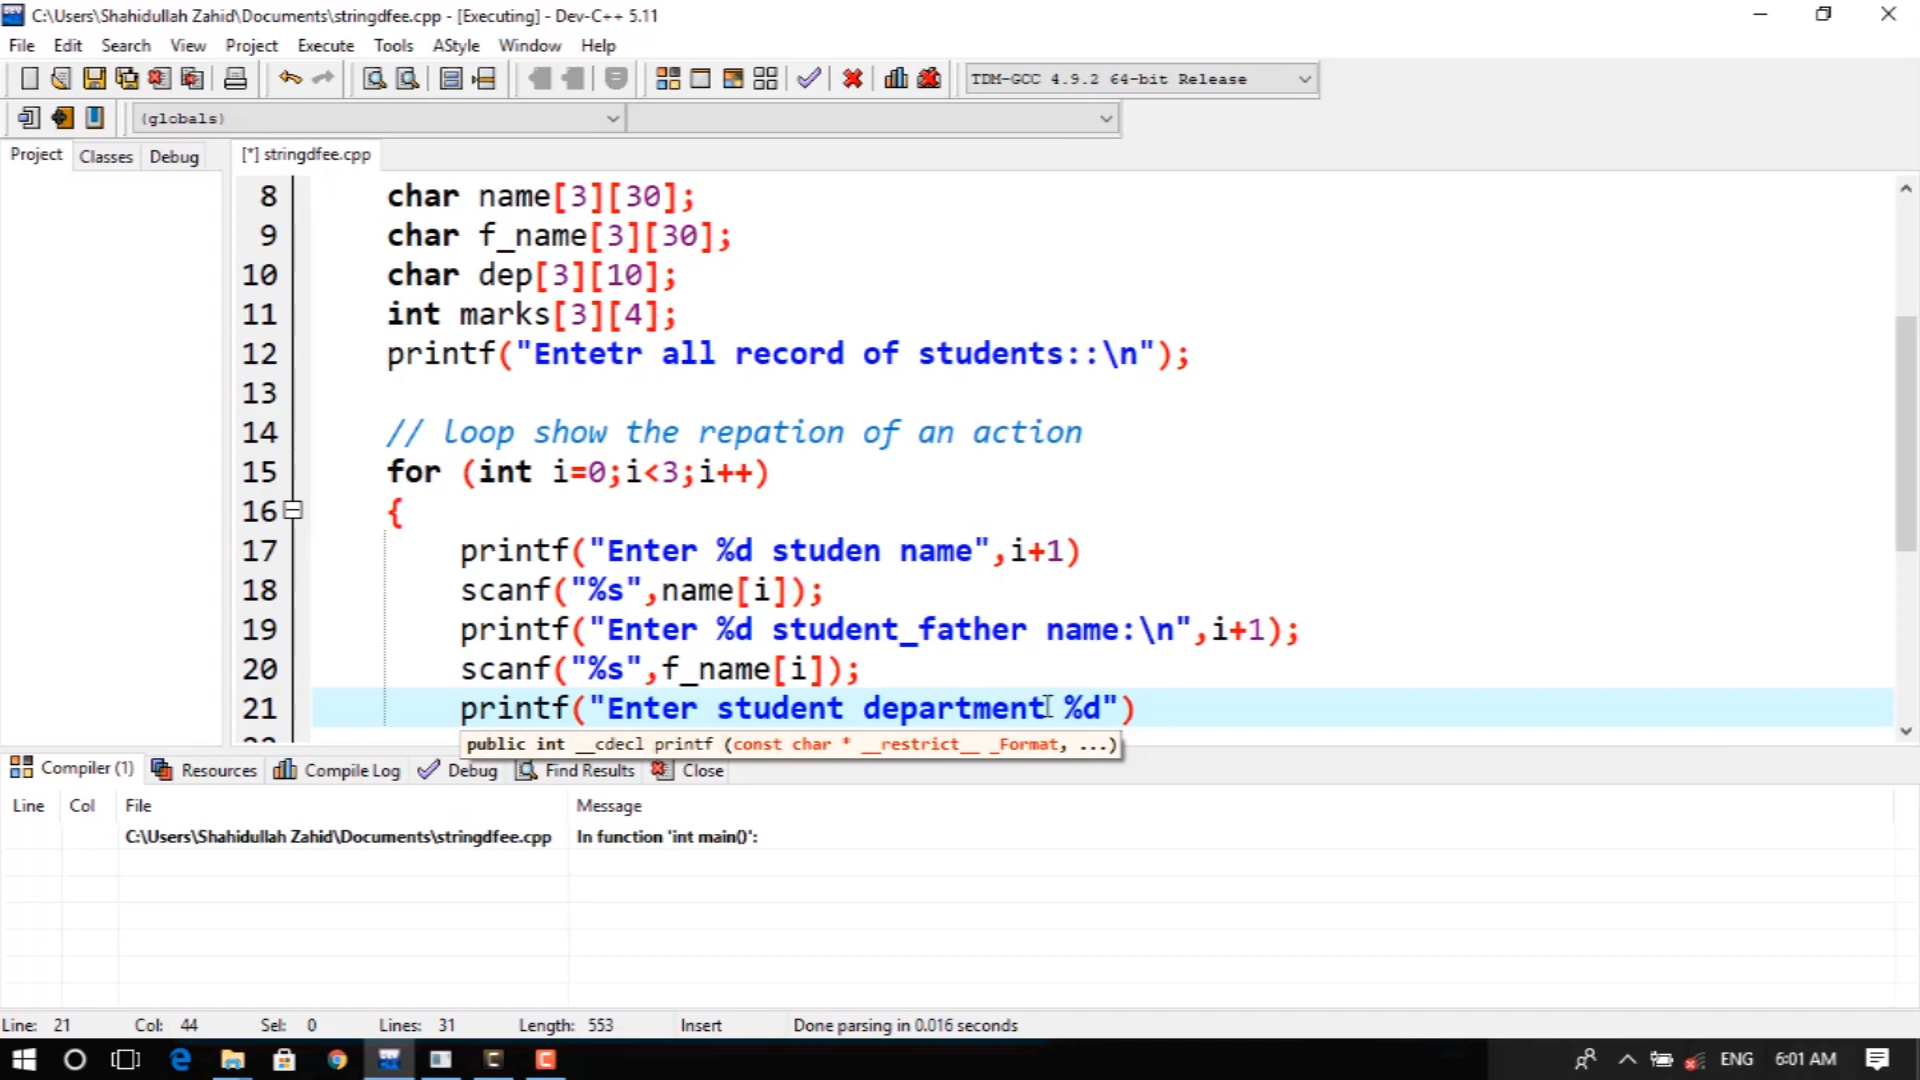 C:\Users\Shahidullah Zahid\Documents\stringdfee.cpp - [Executing] - Dev-C++ 5.11
File Edit Search View Project Execute Tools AStyle Window Help
TDM-GCC 4.9.2 64-bit Release
(globals)
Project Classes Debug [*] stringdfee.cpp
8 char name[3][30];
9 char f_name[3][30];
10 char dep[3][10];
11 int marks[3][4];
12 printf("Entetr all record of students::\n");
13
14 // loop show the repation of an action
15 for (int i=0;i<3;i++)
16 {
17 printf("Enter %d studen name",i+1)
18 scanf("%s",name[i]);
19 printf("Enter %d student_father name:\n",i+1);
20 scanf("%s",f_name[i]);
21 printf("Enter student department %d")
public int __cdecl printf (const char * __restrict__ _Format, ...)
Compiler (1) Resources Compile Log Debug Find Results Close
Line Col File Message
C:\Users\Shahidullah Zahid\Documents\stringdfee.cpp In function 'int main()':
Line: 21 Col: 44 Sel: 0 Lines: 31 Length: 553 Insert Done parsing in 0.016 seconds
ENG 6:01 AM